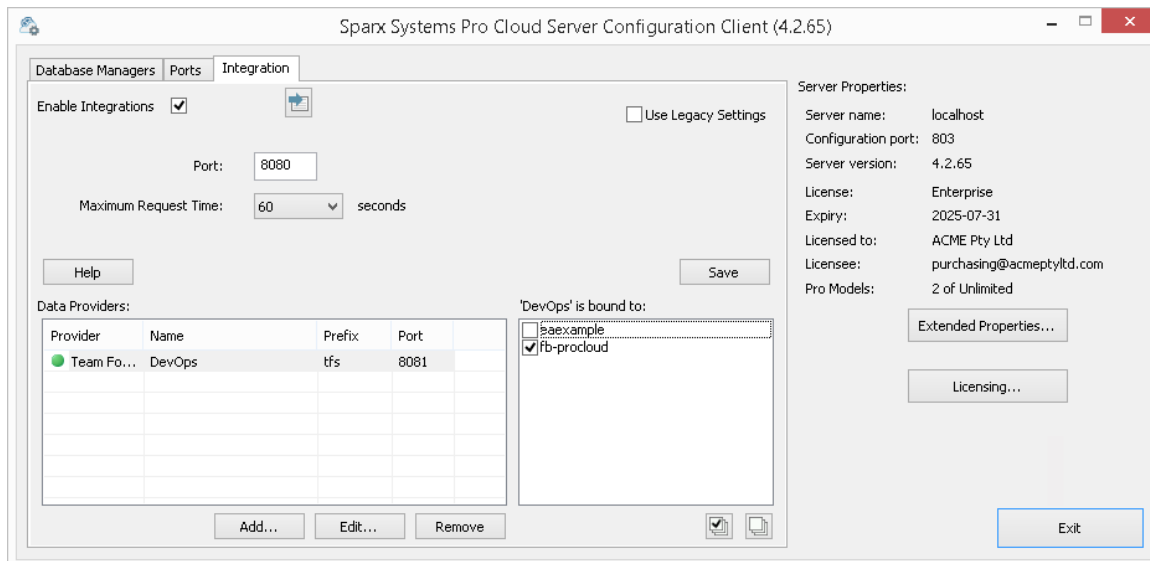 Sparx Systems Pro Cloud Server Configuration Client (4.2.65)
Database Managers Ports Integration
Enable Integrations
Use Legacy Settings
Port: 8080
Maximum Request Time: 60 seconds
Help Save
Data Providers:
Provider Name Prefix Port
Team Fo... DevOps tfs 8081
Add... Edit... Remove
'DevOps' is bound to:
eaexample
fb-procloud
Server Properties:
Server name: localhost
Configuration port: 803
Server version: 4.2.65
License: Enterprise
Expiry: 2025-07-31
Licensed to: ACME Pty Ltd
Licensee: purchasing@acmeptyltd.com
Pro Models: 2 of Unlimited
Extended Properties...
Licensing...
Exit